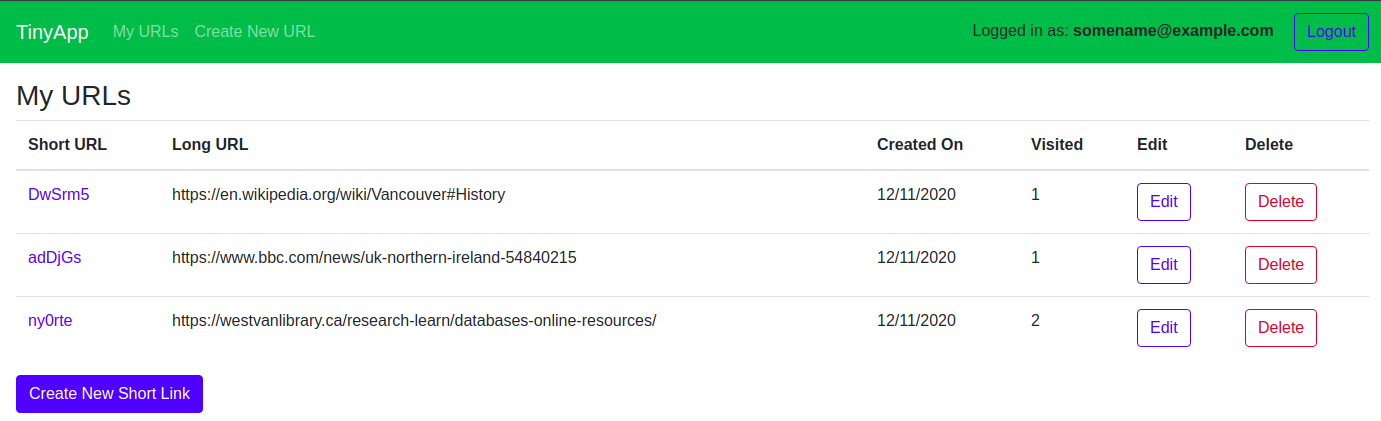 TinyApp My URLs Create New URL Logged in as: somename@example.com Logout
My URLs
Short URL Long URL Created On Visited Edit Delete
DwSrm5 https://en.wikipedia.org/wiki/Vancouver#History 12/11/2020 1 Edit Delete
adDjGs https://www.bbc.com/news/uk-northern-ireland-54840215 12/11/2020 1 Edit Delete
ny0rte https://westvanlibrary.ca/research-learn/databases-online-resources/ 12/11/2020 2 Edit Delete
Create New Short Link